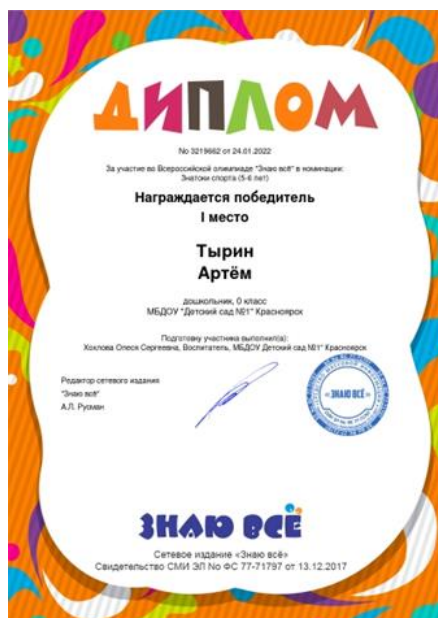 ДИПЛОМ
No 3219662 от 24.01.2022
За участие во Всероссийской олимпиаде "Знаю всё" в номинации:
Знатоки спорта (5-6 лет)
Награждается победитель
I место
Тырин
Артём
дошкольник, 0 класс
МБДОУ "Детский сад №1" Красноярск
Подготовку участника выполнил(а):
Хохлова Олеся Сергеевна, Воспитатель, МБДОУ Детский сад №1" Красноярск
Редактор сетевого издания
"Знаю всё"
А.Л. Русман
«ЗНАЮ ВСЁ»
ЗНАЮ ВСЁ
Сетевое издание «Знаю всё»
Свидетельство СМИ ЭЛ No ФС 77-71797 от 13.12.2017